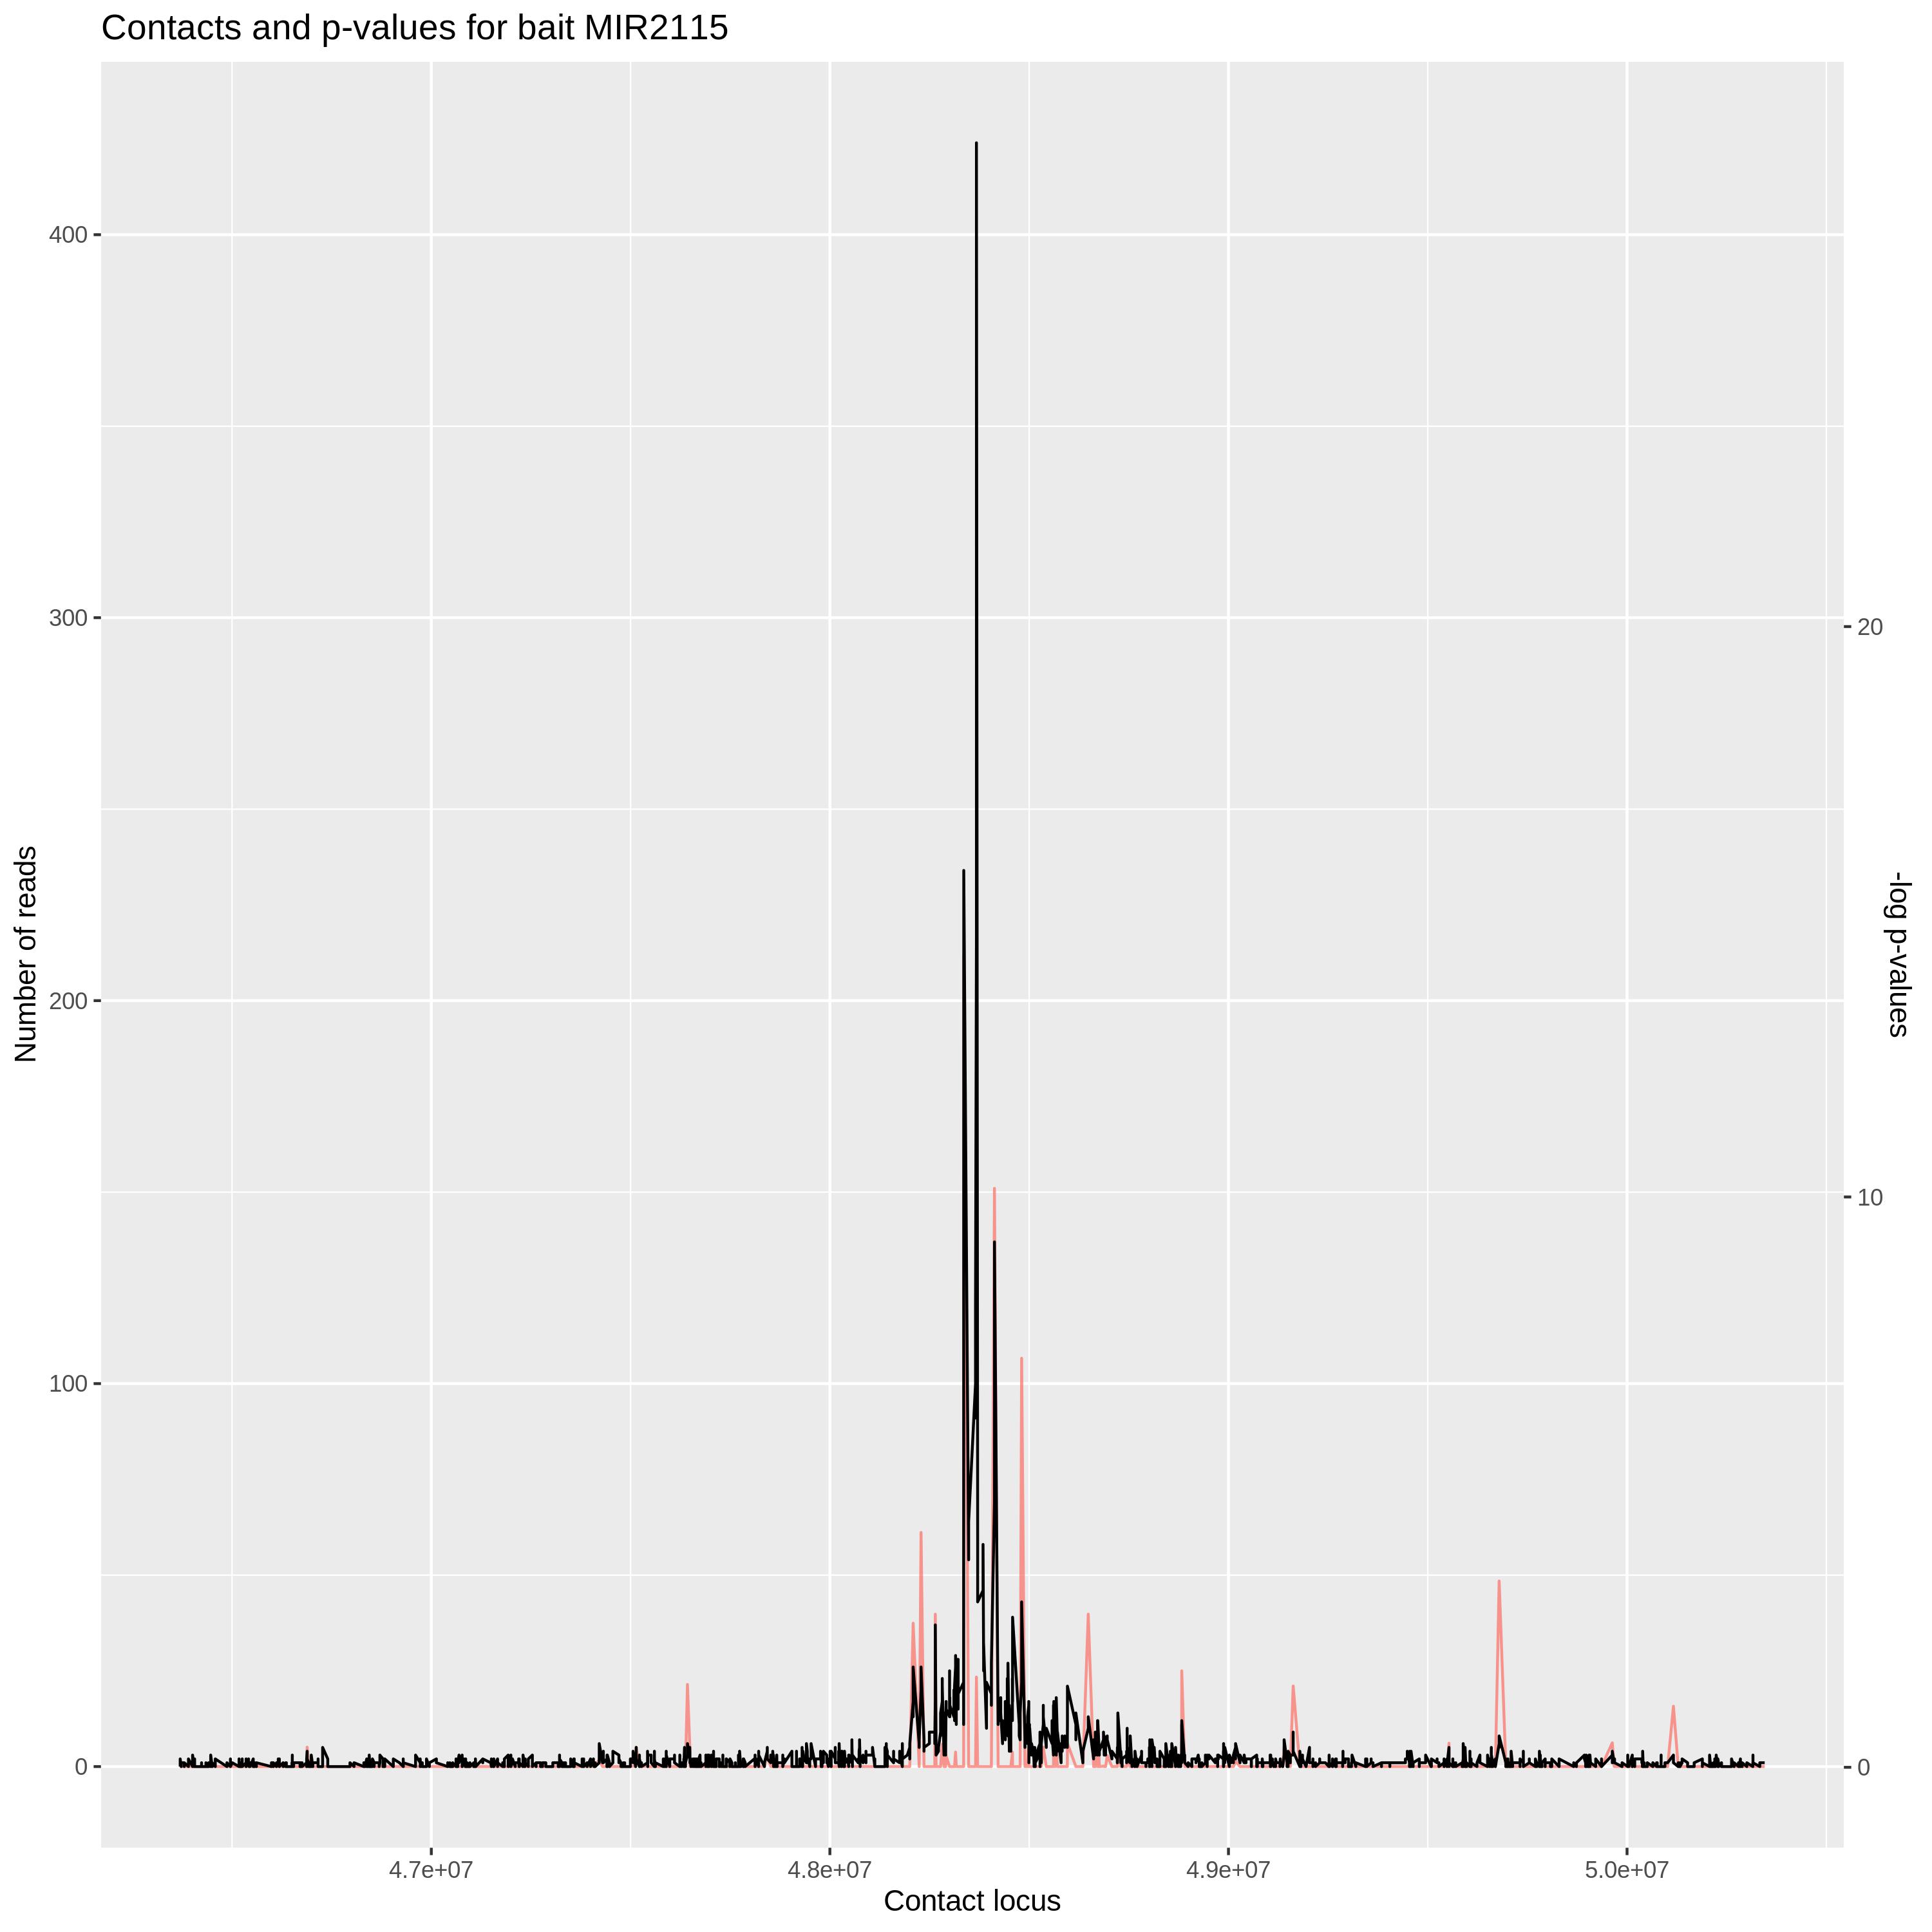 Contacts and p-values for bait MIR2115
Number of reads
400
300
200
100
0
20
10
0
-log p-values
4.7e+07
4.8e+07
4.9e+07
5.0e+07
Contact locus